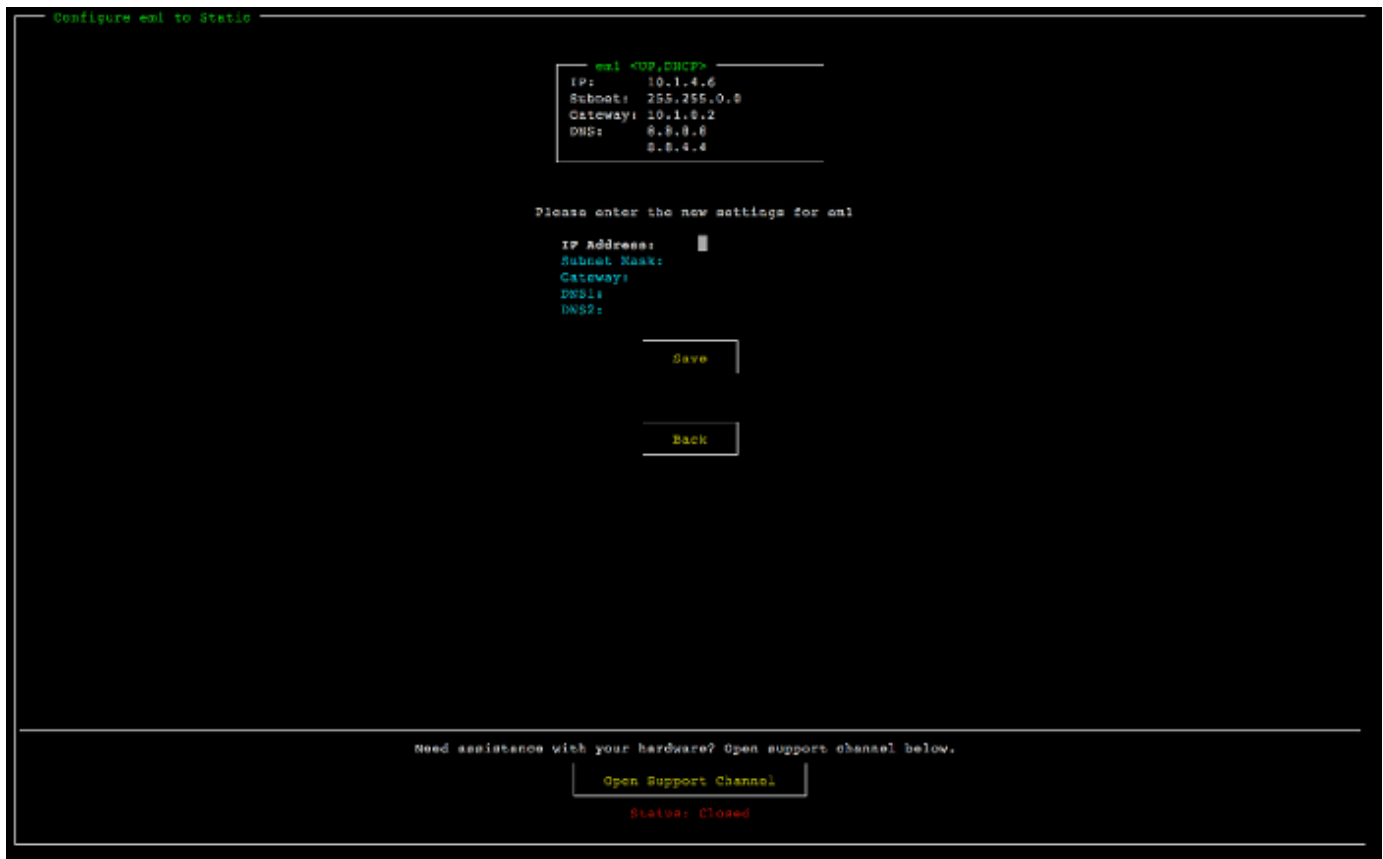 Configure em1 to Static
em1 <UP,DHCP>
IP: 10.1.4.6
Subnet: 255.255.0.0
Gateway: 10.1.0.2
DNS: 8.8.8.8
8.8.4.4
Please enter the new settings for em1
IP Address:
Subnet Mask:
Gateway:
DNS1:
DNS2:
Save
Back
Need assistance with your hardware? Open support channel below.
Open Support Channel
Status: Closed